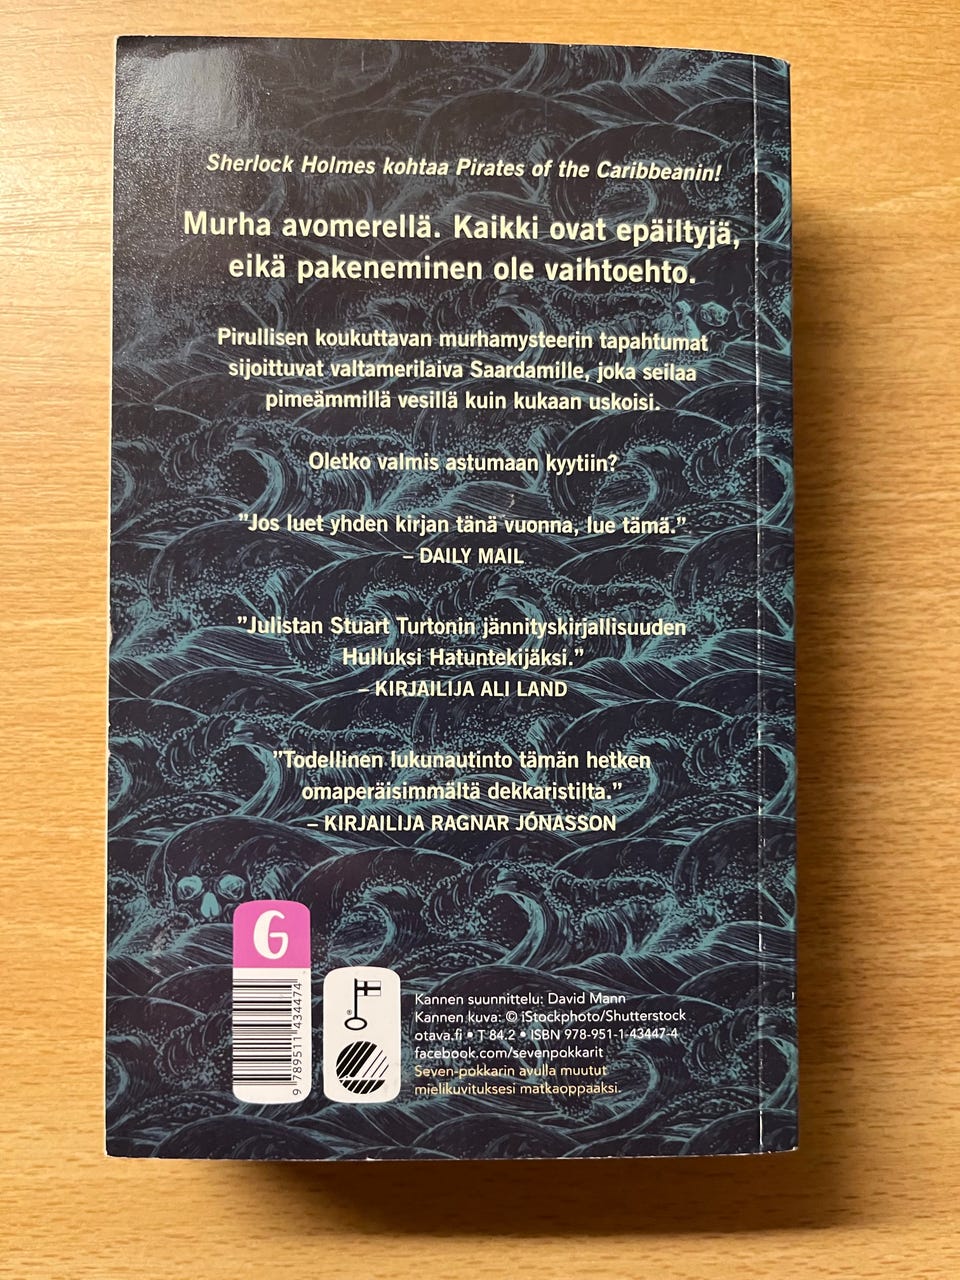 Sherlock Holmes kohtaa Pirates of the Caribbeanin!
Murha avomerellä. Kaikki ovat epäiltyjä,
eikä pakeneminen ole vaihtoehto.
Pirullisen koukuttavan murhamysteerin tapahtumat
sijoittuvat valtamerilaiva Saardamille, joka seilaa
pimeämmillä vesillä kuin kukaan uskoisi.
Oletko valmis astumaan kyytiin?
”Jos luet yhden kirjan tänä vuonna, lue tämä.”
– DAILY MAIL
”Julistan Stuart Turtonin jännityskirjallisuuden
Hulluksi Hatuntekijäksi.”
– KIRJAILIJA ALI LAND
”Todellinen lukunautinto tämän hetken
omaperäisimmältä dekkaristilta.”
– KIRJAILIJA RAGNAR JÓNASSON
G
9 789511 434474
Kannen suunnittelu: David Mann
Kannen kuva: © iStockphoto/Shutterstock
otava.fi • T 84.2 • ISBN 978-951-1-43447-4
facebook.com/sevenpokkarit
Seven-pokkarin avulla muutut
mielikuvituksesi matkaoppaaksi.